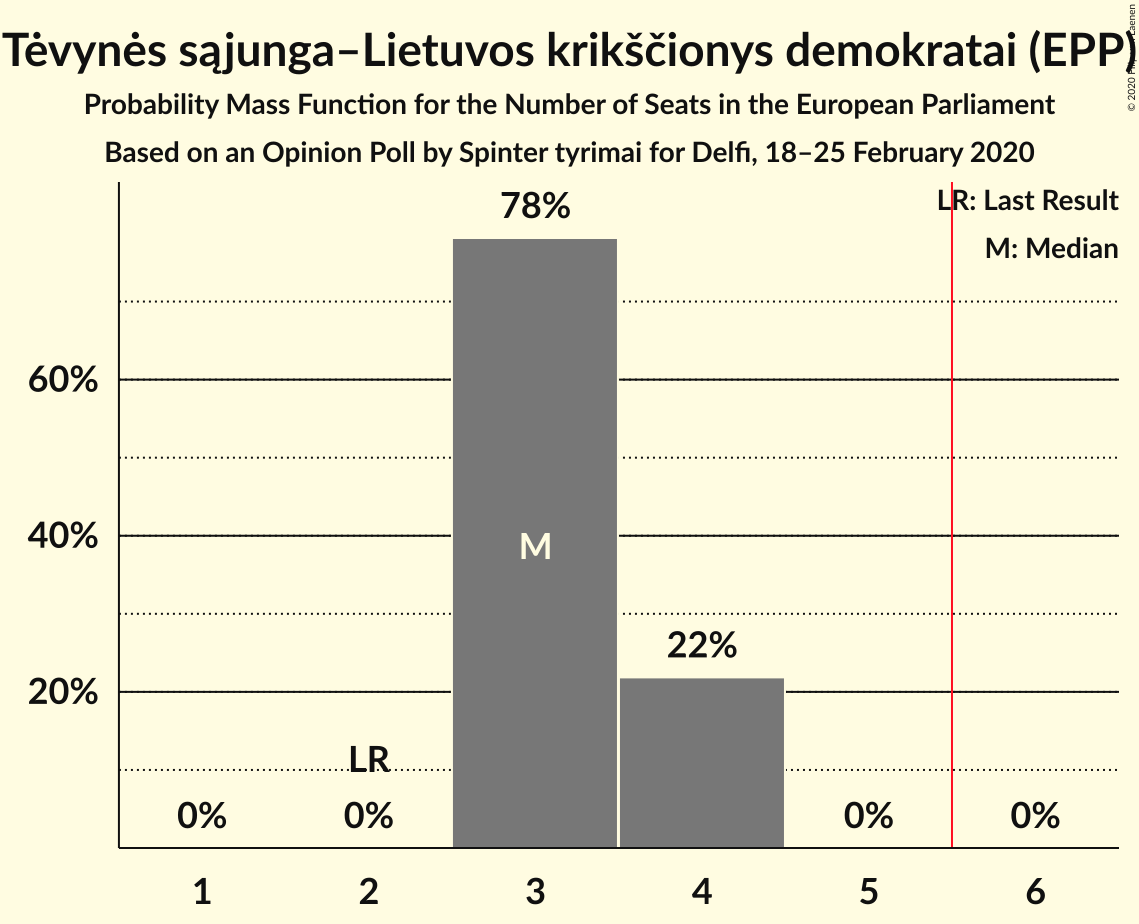 Tėvynės sąjunga–Lietuvos krikščionys demokratai (EPP)
Probability Mass Function for the Number of Seats in the European Parliament
Based on an Opinion Poll by Spinter tyrimai for Delfi, 18–25 February 2020
LR: Last Result
M: Median
78%
60%
40%
M
22%
20%
LR
0%
0%
0%
0%
1
2
3
4
5
6
© 2020 Laenen